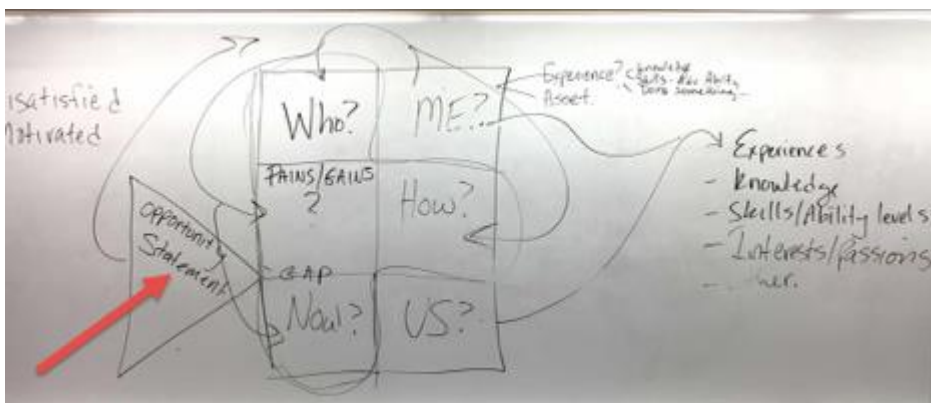 isatisfied
Motivated
Who?
ME?
Experience?
Knowledge
Asset
Experiences
- Knowledge
- Skills/Ability levels
- Interests/passions
PAINS/GAINS
?
How?
Opportunity
Statement
GAP
Now?
US?